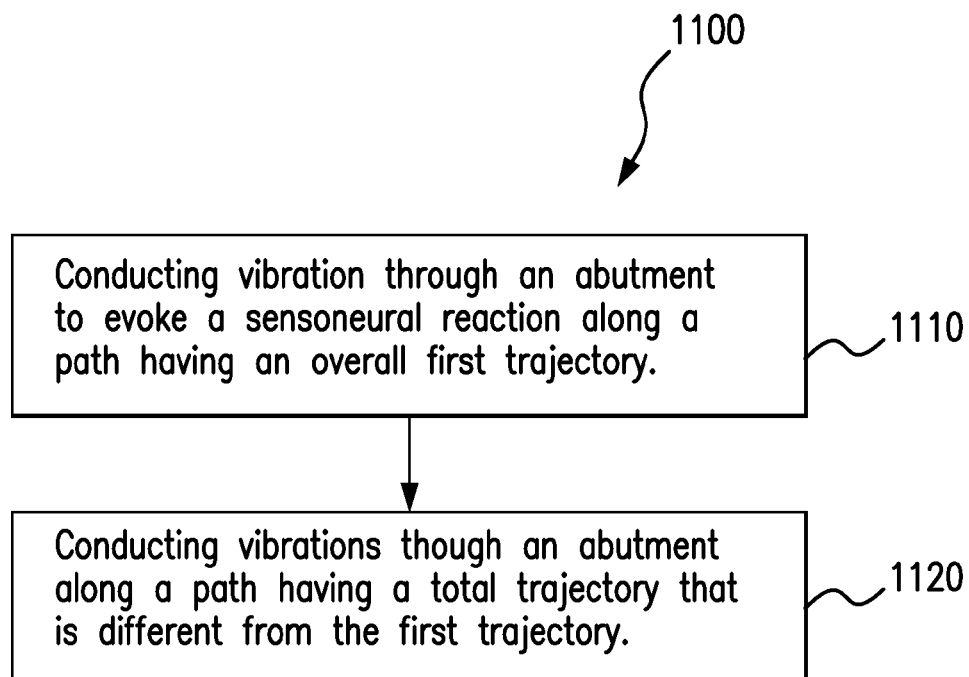 1100
Conducting vibration through an abutment
to evoke a sensoneural reaction along a
path having an overall first trajectory.
1110
Conducting vibrations though an abutment
along a path having a total trajectory that
is different from the first trajectory.
1120